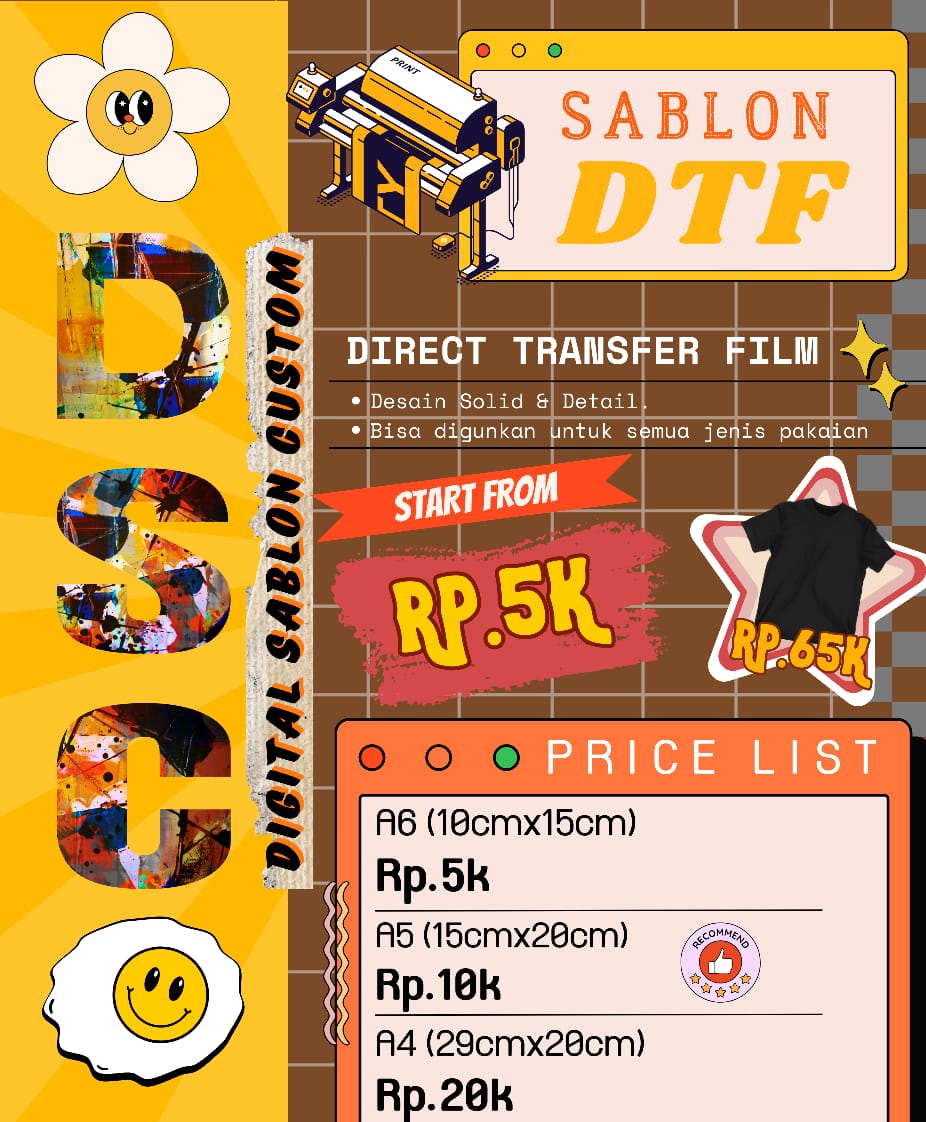 PRINT
SABLON
DTF
DSC
DIGITAL SABLON CUSTOM
DIRECT TRANSFER FILM
• Desain Solid & Detail.
• Bisa digunkan untuk semua jenis pakaian
START FROM
RP.5K
RP.65K
PRICE LIST
A6 (10cmx15cm)
Rp.5k
A5 (15cmx20cm)
RECOMMEND
Rp.10k
A4 (29cmx20cm)
Rp.20k